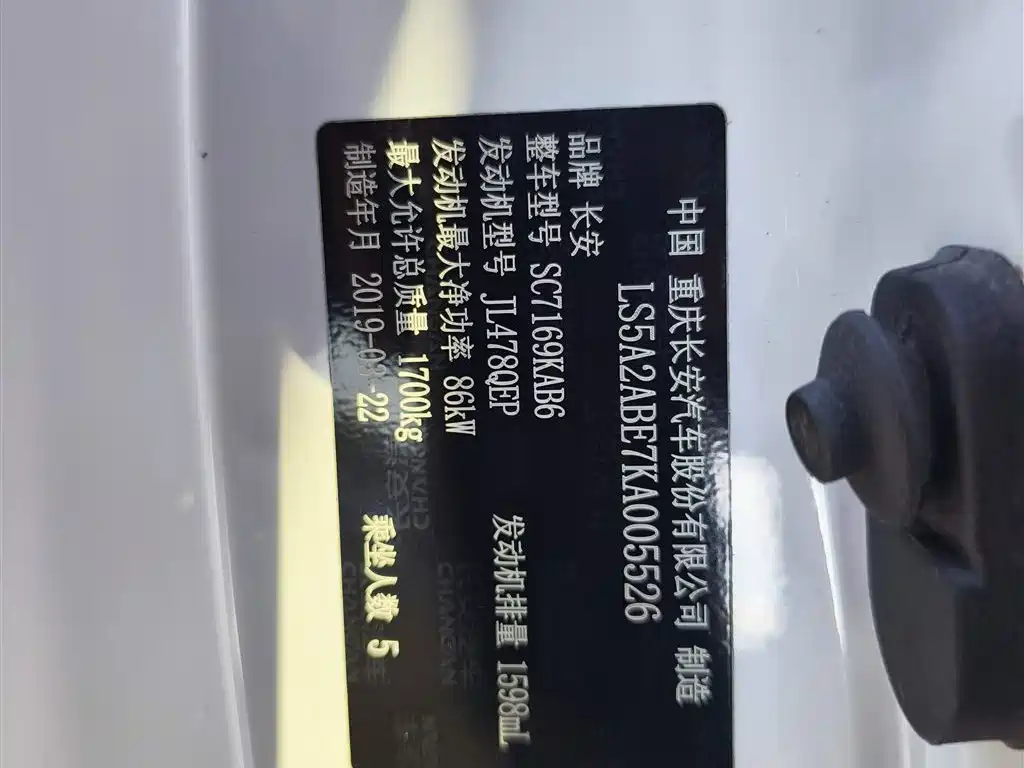 中国 重庆长安汽车股份有限公司 制造
LS5A2ABE7KA005526
品牌 长安
整车型号 SC7169KAB6
发动机型号 JL478QEP 发动机排量 1598mL
发动机最大净功率 86kW
最大允许总质量 1700kg
制造年月 乘坐人数 5